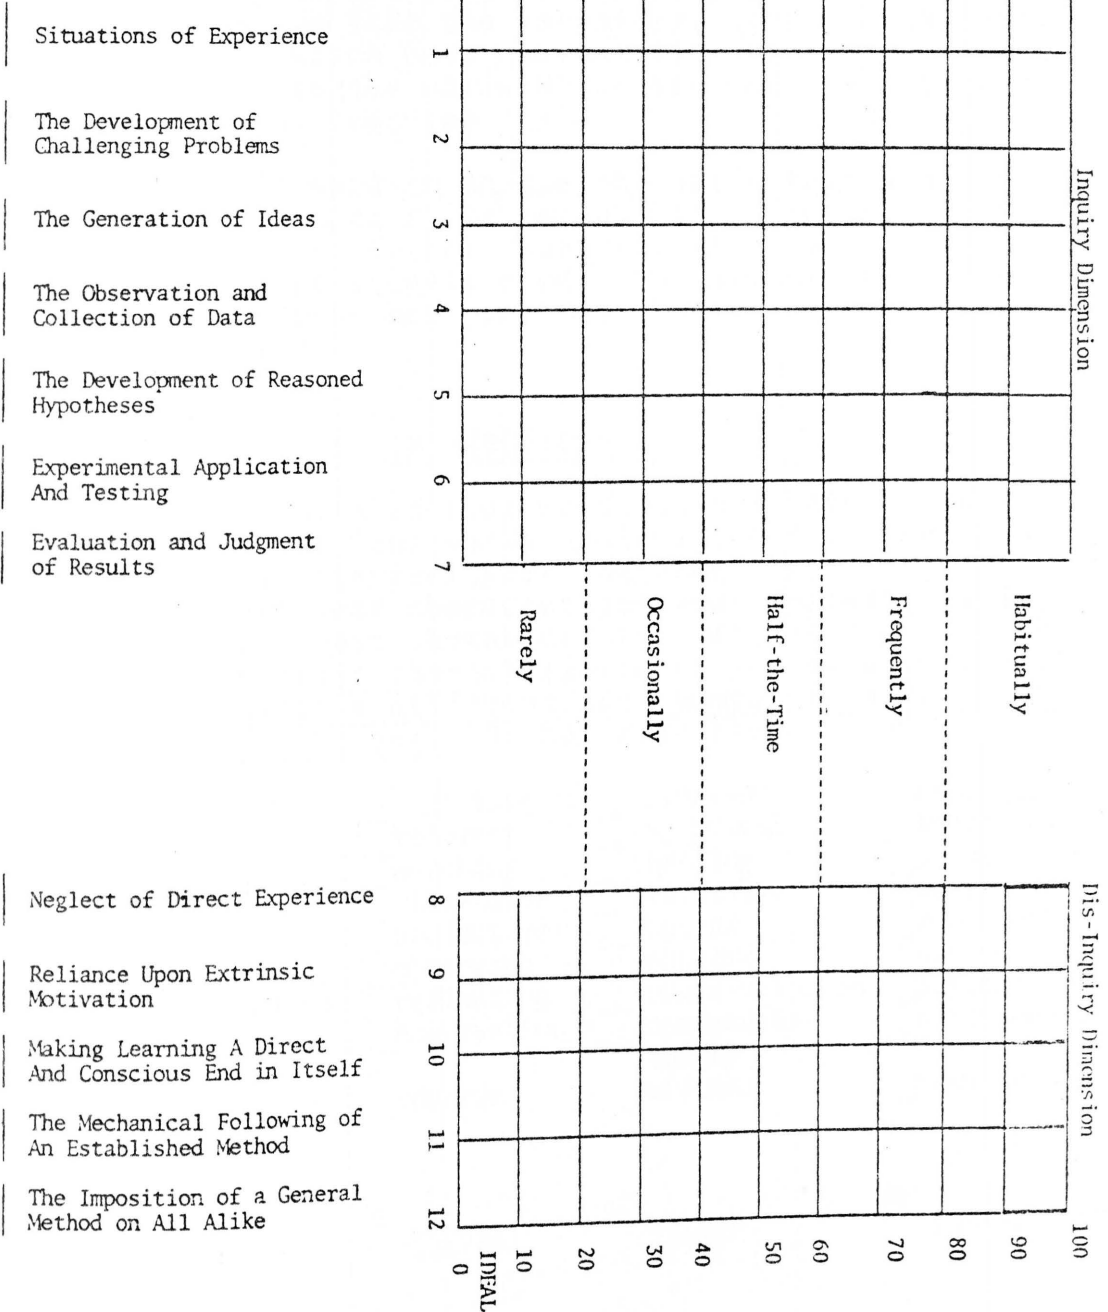 Situations of Experience
1
The Development of
Challenging Problems
2
The Generation of Ideas
3
The Observation and
Collection of Data
4
The Development of Reasoned
Hypotheses
5
Experimental Application
And Testing
6
Evaluation and Judgment
of Results
7
Inquiry Dimension
Rarely
Occasionally
Half-the-Time
Frequently
Habitually
Neglect of Direct Experience
8
Reliance Upon Extrinsic
Motivation
9
Making Learning A Direct
And Conscious End in Itself
10
The Mechanical Following of
An Established Method
11
The Imposition of a General
Method on All Alike
12
Dis-Inquiry Dimension
0
IDEAL
10
20
30
40
50
60
70
80
90
100